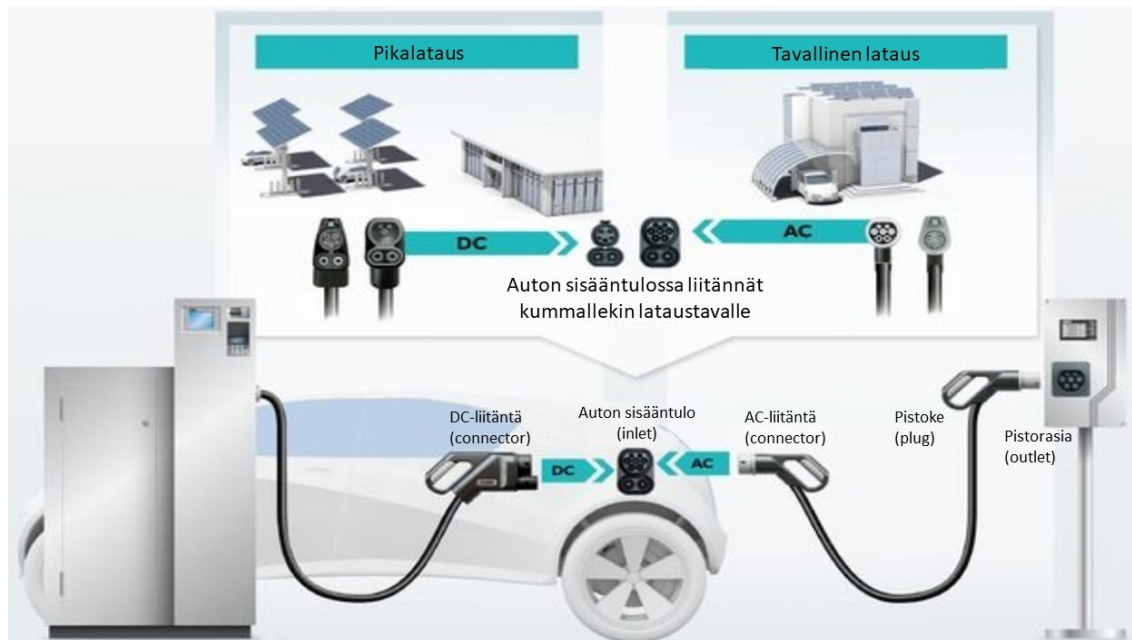 Pikalataus
Tavallinen lataus
DC
AC
Auton sisääntulossa liitännät
kummallekin lataustavalle
DC-liitäntä
(connector)
Auton sisääntulo
(inlet)
AC-liitäntä
(connector)
Pistoke
(plug)
Pistorasia
(outlet)
DC
AC